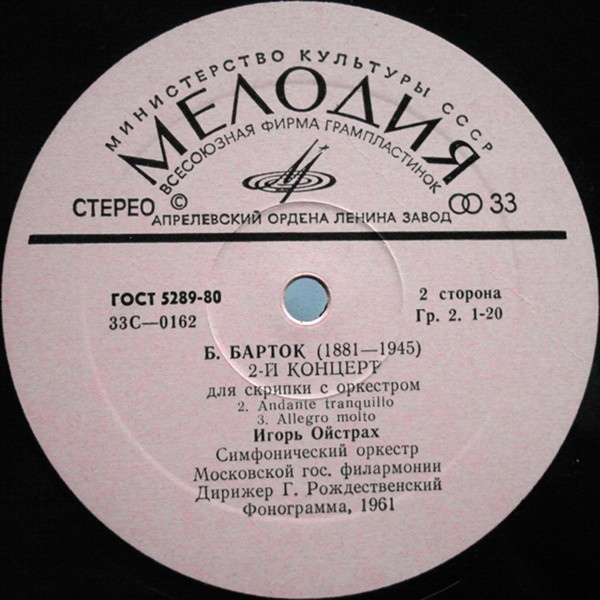 МИНИСТЕРСТВО КУЛЬТУРЫ СССР
МЕЛОДИЯ
ВСЕСОЮЗНАЯ ФИРМА ГРАМПЛАСТИНОК
СТЕРЕО ©
33
АПРЕЛЕВСКИЙ ОРДЕНА ЛЕНИНА ЗАВОД
ГОСТ 5289-80
2 сторона
33С—0162
Гр. 2. 1-20
Б. БАРТОК (1881—1945)
2-Й КОНЦЕРТ
для скрипки с оркестром
2. Andante tranquillo
3. Allegro molto
Игорь Ойстрах
Симфонический оркестр
Московской гос. филармонии
Дирижер Г. Рождественский
Фонограмма, 1961